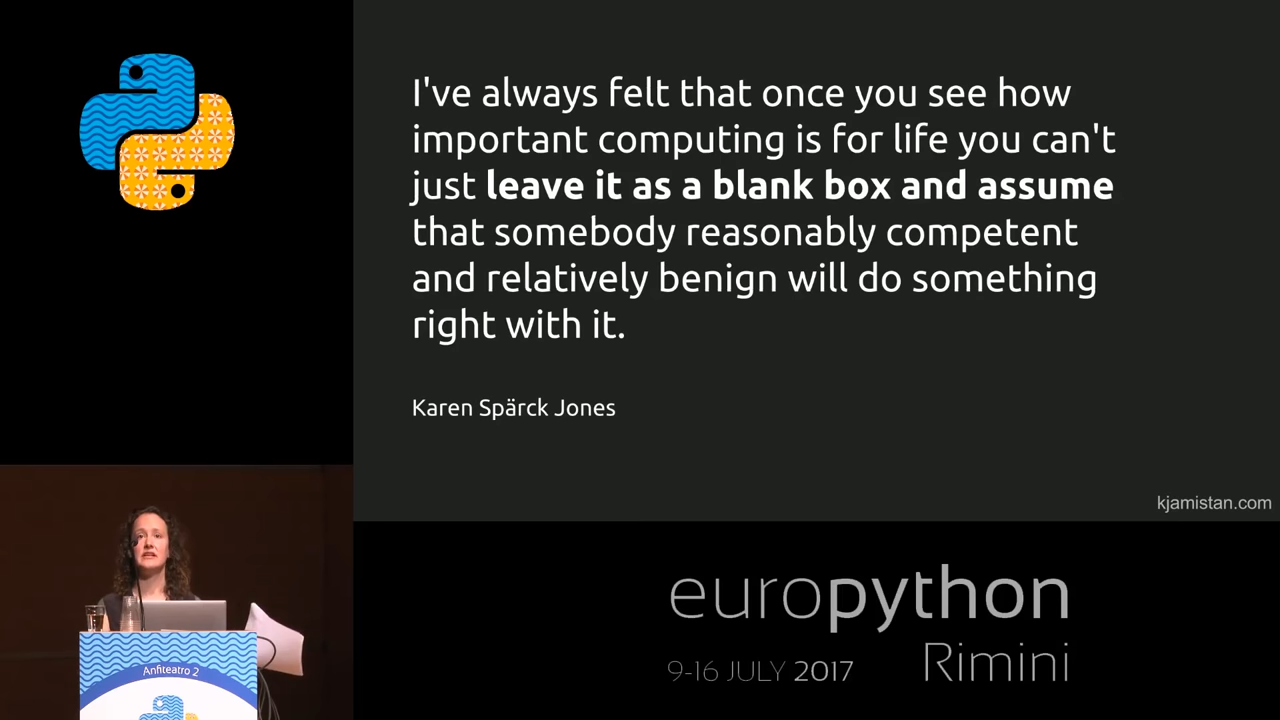 I've always felt that once you see how
important computing is for life you can't
just leave it as a blank box and assume
that somebody reasonably competent
and relatively benign will do something
right with it.
Karen Spärck Jones
kjamistan.com
Anfiteatro 2
europython
Rimini
9-16 JULY 2017